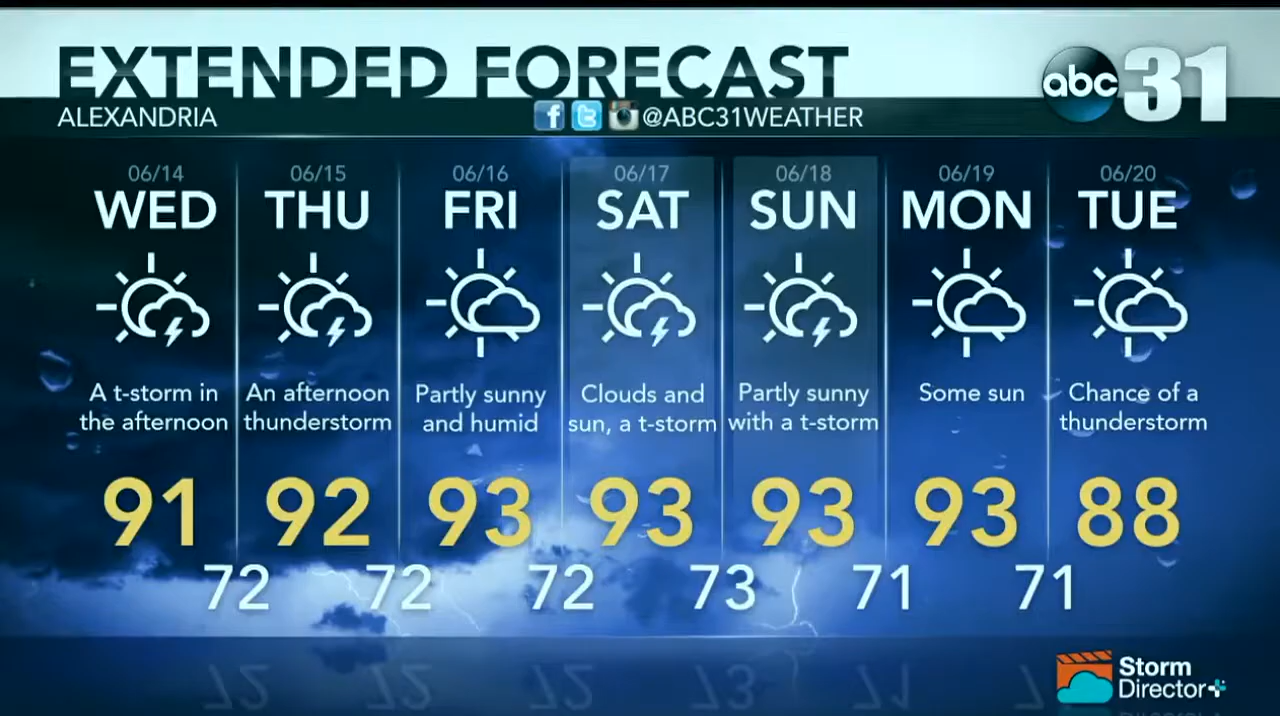 EXTENDED FORECAST
abc 31
ALEXANDRIA
f t @ABC31WEATHER
06/14 06/15 06/16 06/17 06/18 06/19 06/20
WED THU FRI SAT SUN MON TUE
A t-storm in the afternoon
An afternoon thunderstorm
Partly sunny and humid
Clouds and sun, a t-storm
Partly sunny with a t-storm
Some sun
Chance of a thunderstorm
91 92 93 93 93 93 88
72 72 72 73 71 71
Storm
Director+